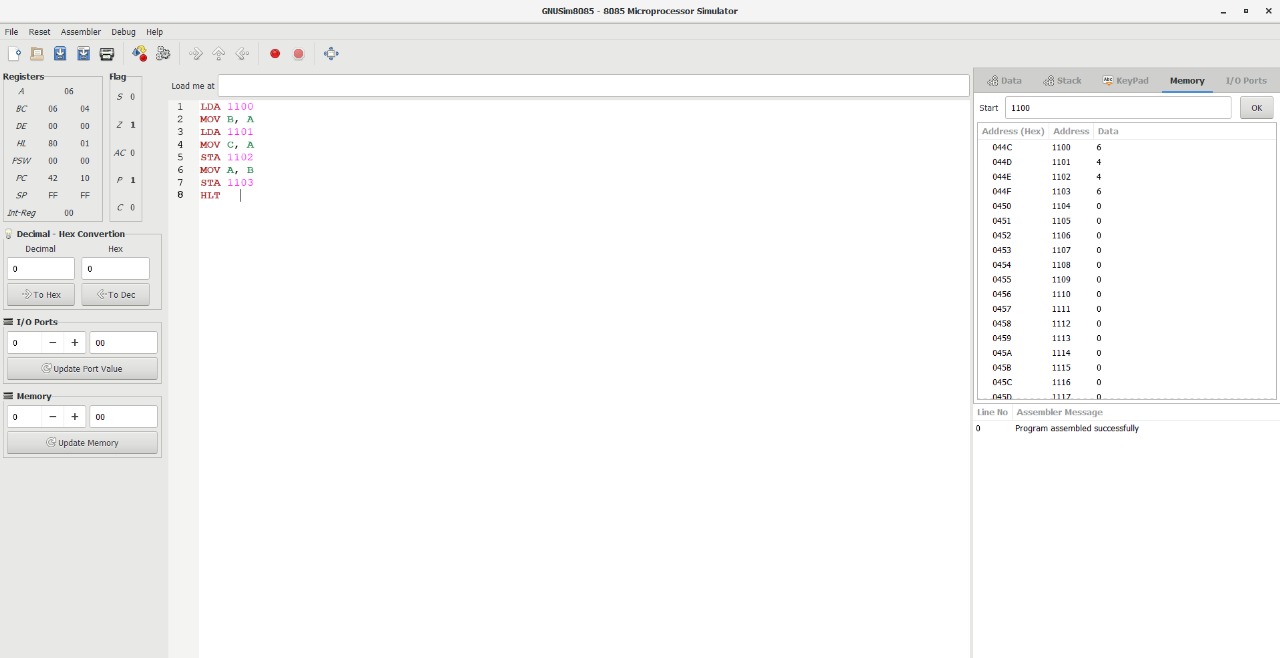 GNUSim8085 - 8085 Microprocessor Simulator
File Reset Assembler Debug Help
Registers
A 06
BC 06 04
DE 00 00
HL 80 01
PSW 00 00
PC 42 10
SP FF FF
Int-Reg 00
Flag
S 0
Z 1
AC 0
P 1
C 0
Decimal - Hex Convertion
Decimal Hex
0 0
To Hex To Dec
I/O Ports
0 − + 00
Update Port Value
Memory
0 − + 00
Update Memory
Load me at
1 LDA 1100
2 MOV B, A
3 LDA 1101
4 MOV C, A
5 STA 1102
6 MOV A, B
7 STA 1103
8 HLT
Data Stack Abc KeyPad Memory I/O Ports
Start 1100 OK
Address (Hex) Address Data
044C 1100 6
044D 1101 4
044E 1102 4
044F 1103 6
0450 1104 0
0451 1105 0
0452 1106 0
0453 1107 0
0454 1108 0
0455 1109 0
0456 1110 0
0457 1111 0
0458 1112 0
0459 1113 0
045A 1114 0
045B 1115 0
045C 1116 0
045D 1117 0
Line No Assembler Message
0 Program assembled successfully